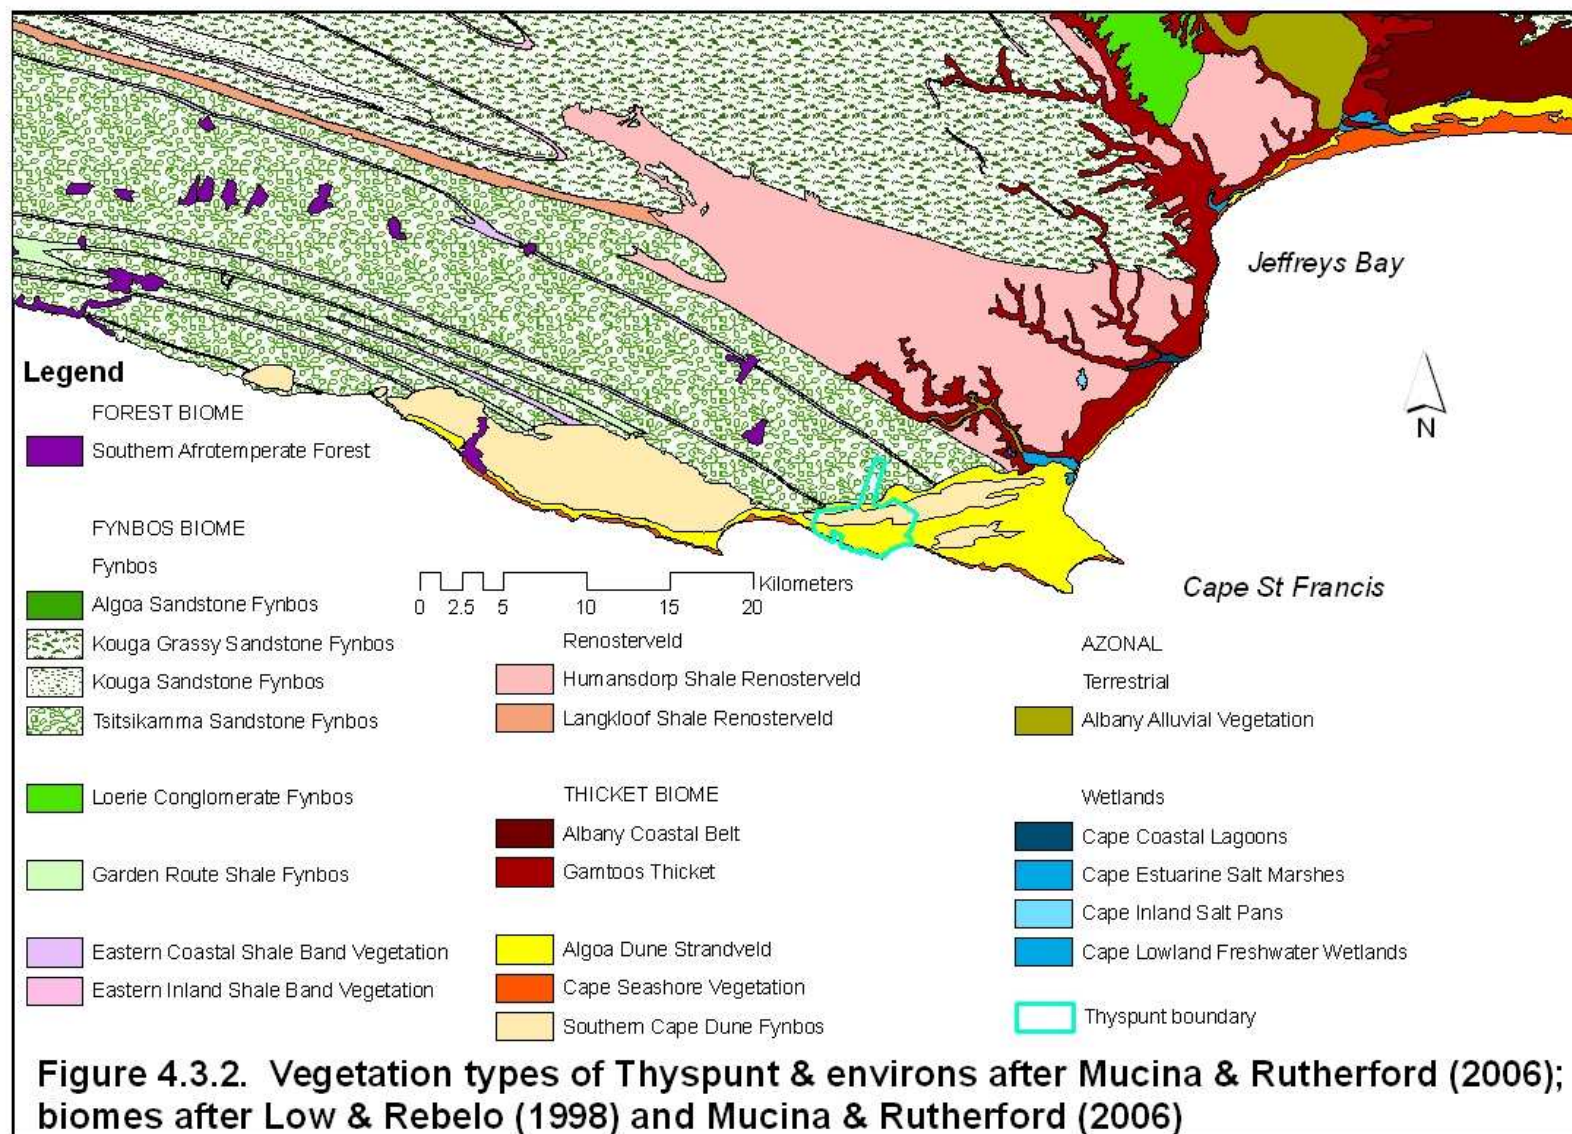 Jeffreys Bay
N
Cape St Francis
Legend
FOREST BIOME
Southern Afrotemperate Forest
FYNBOS BIOME
Fynbos
Algoa Sandstone Fynbos
Kouga Grassy Sandstone Fynbos
Kouga Sandstone Fynbos
Tsitsikamma Sandstone Fynbos
Loerie Conglomerate Fynbos
Garden Route Shale Fynbos
Eastern Coastal Shale Band Vegetation
Eastern Inland Shale Band Vegetation
Kilometers
0 2.5 5 10 15 20
Renosterveld
Humansdorp Shale Renosterveld
Langkloof Shale Renosterveld
THICKET BIOME
Albany Coastal Belt
Gamtoos Thicket
Algoa Dune Strandveld
Cape Seashore Vegetation
Southern Cape Dune Fynbos
AZONAL
Terrestrial
Albany Alluvial Vegetation
Wetlands
Cape Coastal Lagoons
Cape Estuarine Salt Marshes
Cape Inland Salt Pans
Cape Lowland Freshwater Wetlands
Thyspunt boundary
Figure 4.3.2. Vegetation types of Thyspunt & environs after Mucina & Rutherford (2006);
biomes after Low & Rebelo (1998) and Mucina & Rutherford (2006)